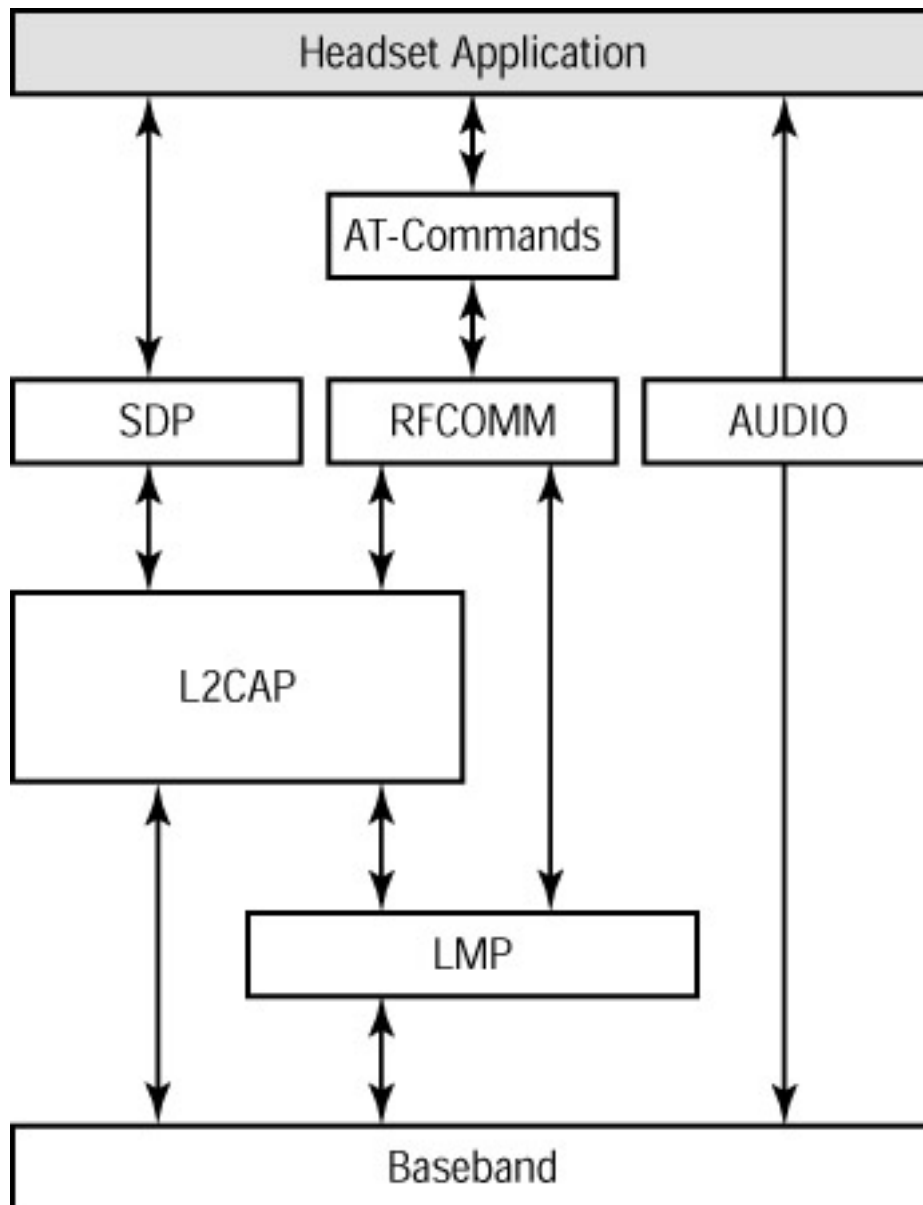 Headset Application
AT-Commands
SDP
RFCOMM
AUDIO
L2CAP
LMP
Baseband